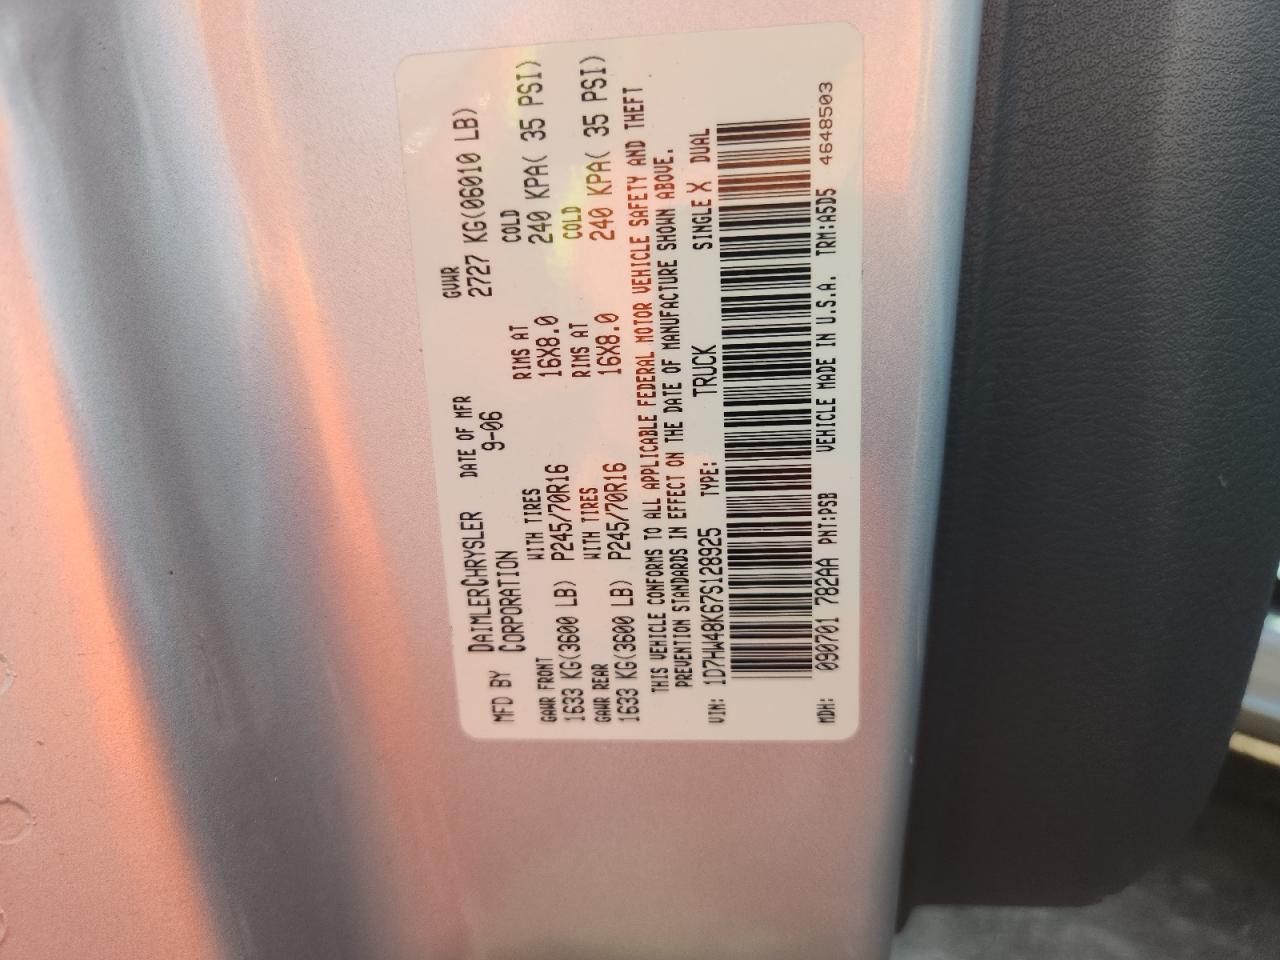 MFD BY DAIMLERCHRYSLER CORPORATION DATE OF MFR 9-06 GVWR 2727 KG(06010 LB)
GAWR FRONT WITH TIRES RIMS AT COLD
1633 KG(3600 LB) P245/70R16 16X8.0 240 KPA( 35 PSI)
GAWR REAR WITH TIRES RIMS AT COLD
1633 KG(3600 LB) P245/70R16 16X8.0 240 KPA( 35 PSI)
THIS VEHICLE CONFORMS TO ALL APPLICABLE FEDERAL MOTOR VEHICLE SAFETY AND THEFT
PREVENTION STANDARDS IN EFFECT ON THE DATE OF MANUFACTURE SHOWN ABOVE.
VIN: 1D7HW48K67S128925 TYPE: TRUCK SINGLE X DUAL
MDH: 090701 782AA PNT:PSB VEHICLE MADE IN U.S.A. TRM:A5D5 4648503